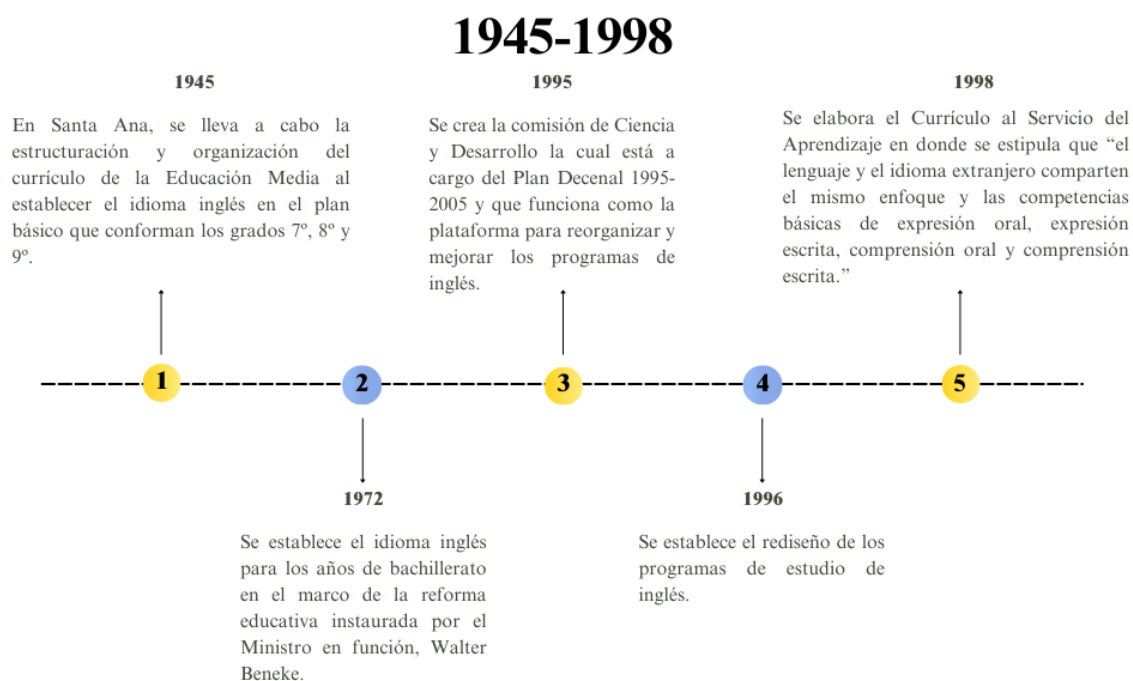 1945-1998
1945
En Santa Ana, se lleva a cabo la
estructuración y organización del
currículo de la Educación Media al
establecer el idioma inglés en el plan
básico que conforman los grados 7º, 8º y
9º.
1995
Se crea la comisión de Ciencia
y Desarrollo la cual está a
cargo del Plan Decenal 1995-
2005 y que funciona como la
plataforma para reorganizar y
mejorar los programas de
inglés.
1998
Se elabora el Currículo al Servicio del
Aprendizaje en donde se estipula que “el
lenguaje y el idioma extranjero comparten
el mismo enfoque y las competencias
básicas de expresión oral, expresión
escrita, comprensión oral y comprensión
escrita.”
1
2
3
4
5
1972
Se establece el idioma inglés
para los años de bachillerato
en el marco de la reforma
educativa instaurada por el
Ministro en función, Walter
Beneke.
1996
Se establece el rediseño de los
programas de estudio de
inglés.